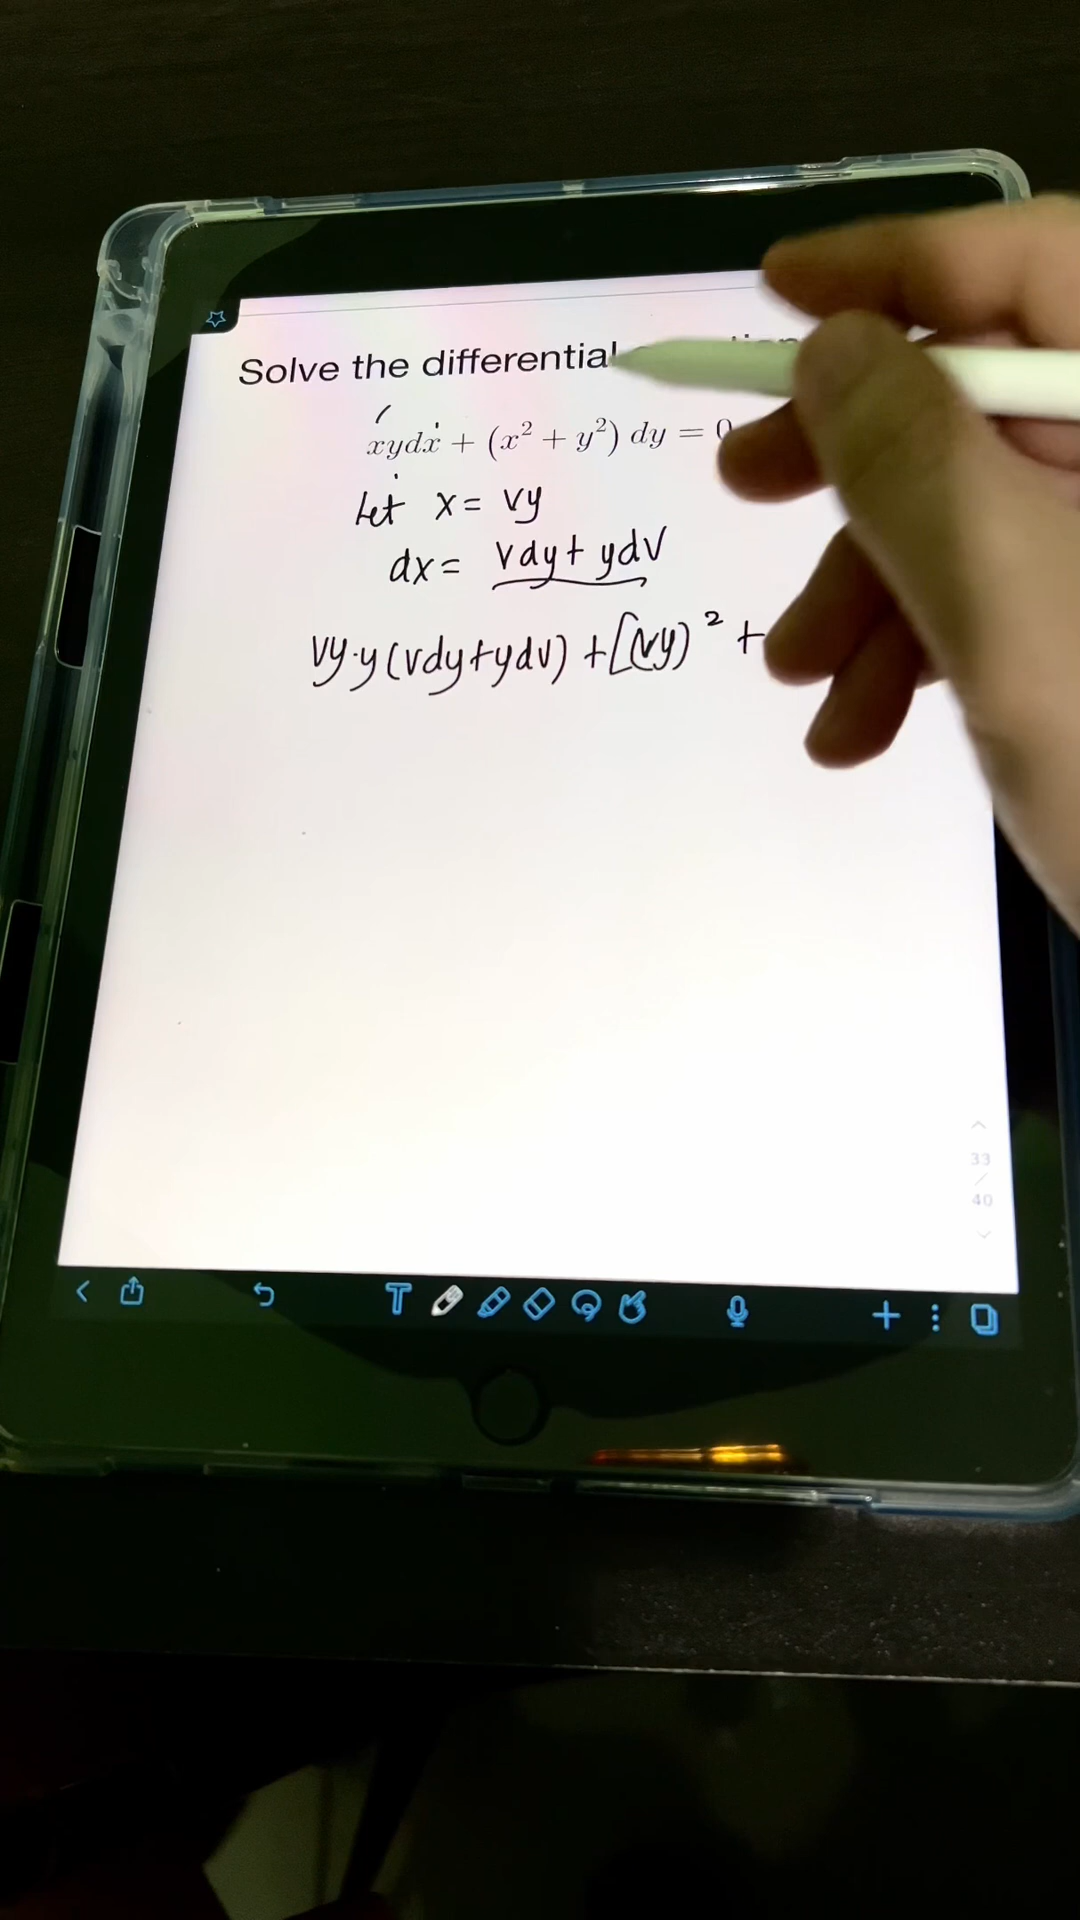 Solve the differential
xydx + (x² + y²) dy = 0
Let x = vy
dx = vdy + ydv
vy·y(vdy+ydv) + [(vy)² +
33
/
40
T